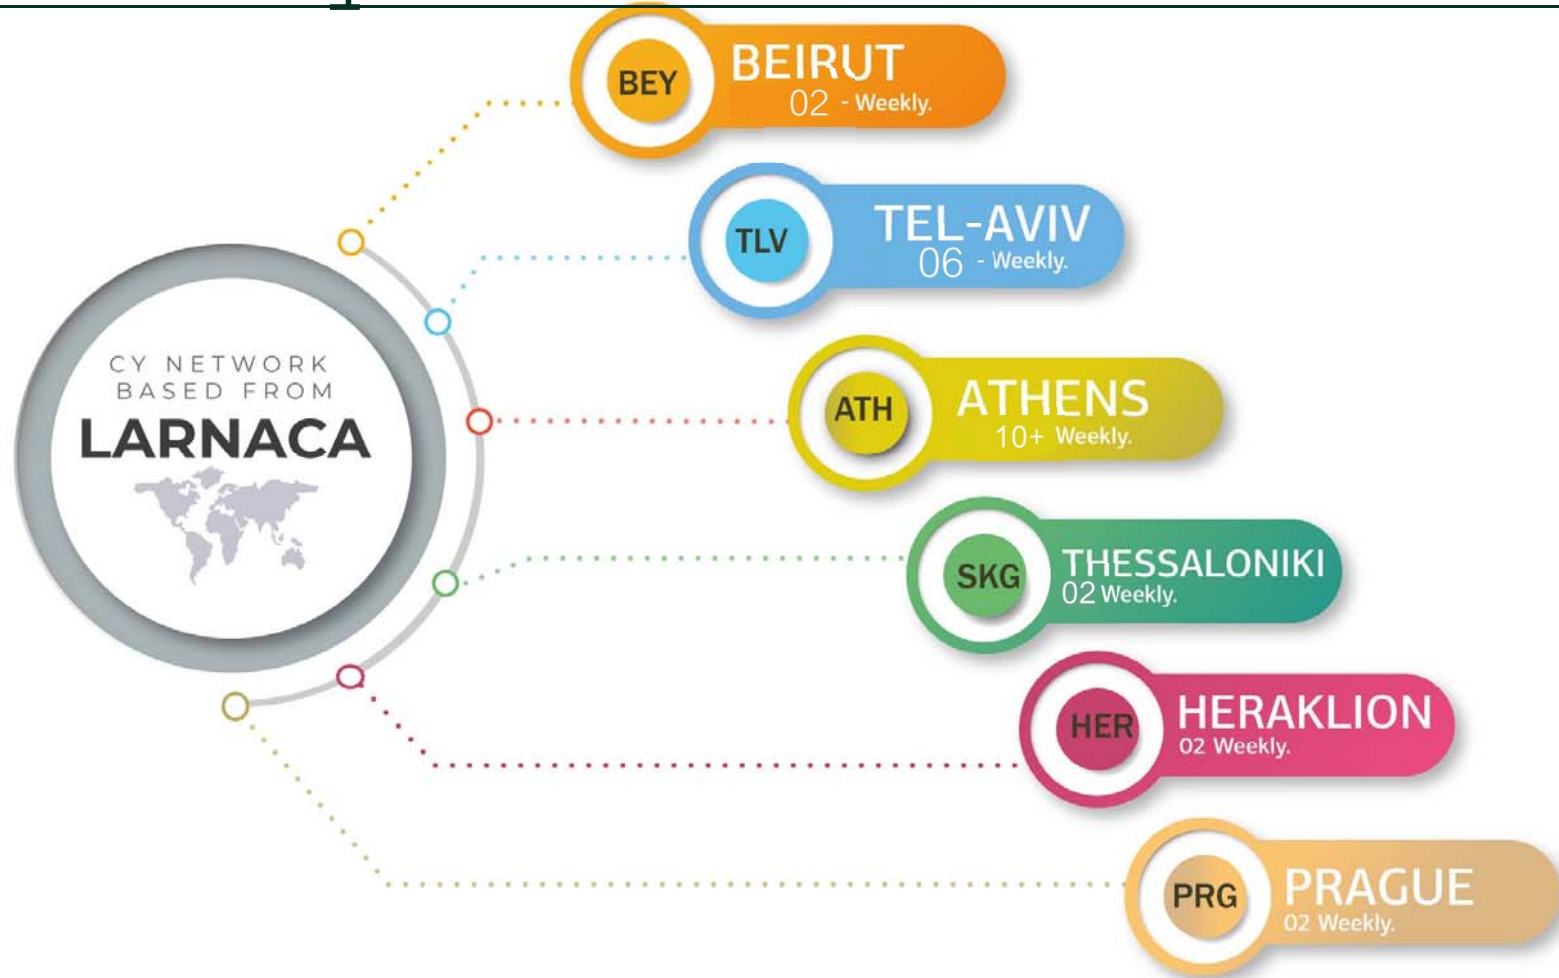 CY NETWORK
BASED FROM
LARNACA
BEY
BEIRUT
02 - Weekly.
TLV
TEL-AVIV
06 - Weekly.
ATH
ATHENS
10+ Weekly.
SKG
THESSALONIKI
02 Weekly.
HER
HERAKLION
02 Weekly.
PRG
PRAGUE
02 Weekly.